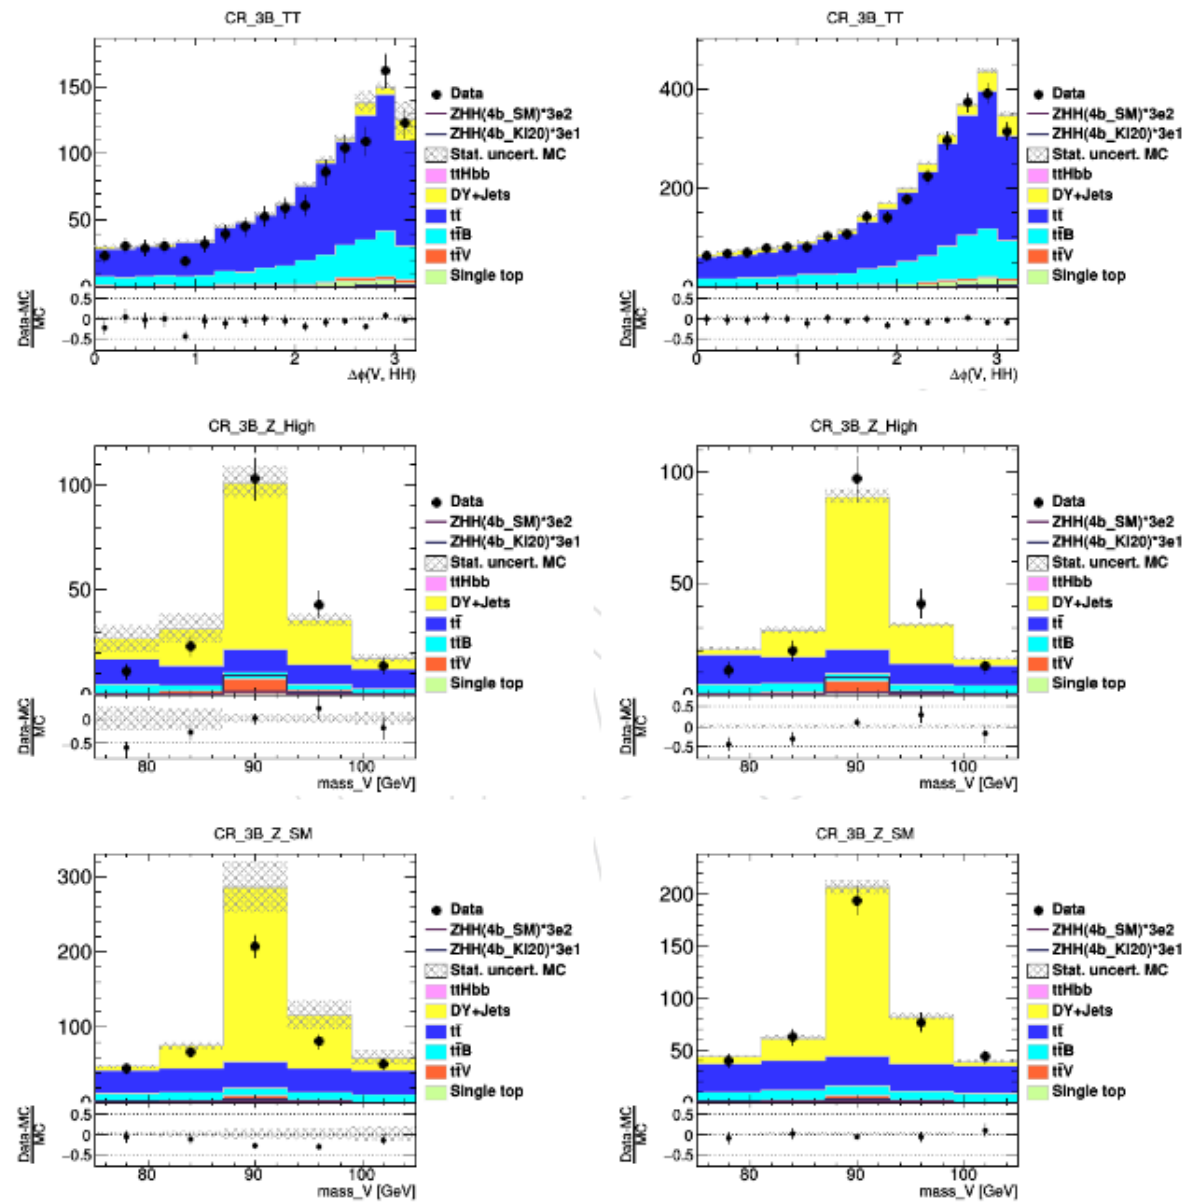 CR_3B_TT
150
100
50
0
Data
ZHH(4b_SM)*3e2
ZHH(4b_Kl20)*3e1
Stat. uncert. MC
ttHbb
DY+Jets
tt̄
tt̄B
tt̄V
Single top
Data-MC
MC
0.5
0
−0.5
0 1 2 3
Δϕ(V, HH)
CR_3B_TT
400
200
0
Data
ZHH(4b_SM)*3e2
ZHH(4b_Kl20)*3e1
Stat. uncert. MC
ttHbb
DY+Jets
tt̄
tt̄B
tt̄V
Single top
Data-MC
MC
0.5
0
−0.5
0 1 2 3
Δϕ(V, HH)
CR_3B_Z_High
100
50
0
Data
ZHH(4b_SM)*3e2
ZHH(4b_Kl20)*3e1
Stat. uncert. MC
ttHbb
DY+Jets
tt̄
tt̄B
tt̄V
Single top
Data-MC
MC
0
−0.5
80 90 100
mass_V [GeV]
CR_3B_Z_High
100
50
0
Data
ZHH(4b_SM)*3e2
ZHH(4b_Kl20)*3e1
Stat. uncert. MC
ttHbb
DY+Jets
tt̄
tt̄B
tt̄V
Single top
Data-MC
MC
0.5
0
−0.5
80 90 100
mass_V [GeV]
CR_3B_Z_SM
300
200
100
0
Data
ZHH(4b_SM)*3e2
ZHH(4b_Kl20)*3e1
Stat. uncert. MC
ttHbb
DY+Jets
tt̄
tt̄B
tt̄V
Single top
Data-MC
MC
0.5
0
−0.5
80 90 100
mass_V [GeV]
CR_3B_Z_SM
200
150
100
50
0
Data
ZHH(4b_SM)*3e2
ZHH(4b_Kl20)*3e1
Stat. uncert. MC
ttHbb
DY+Jets
tt̄
tt̄B
tt̄V
Single top
Data-MC
MC
0.5
0
−0.5
80 90 100
mass_V [GeV]